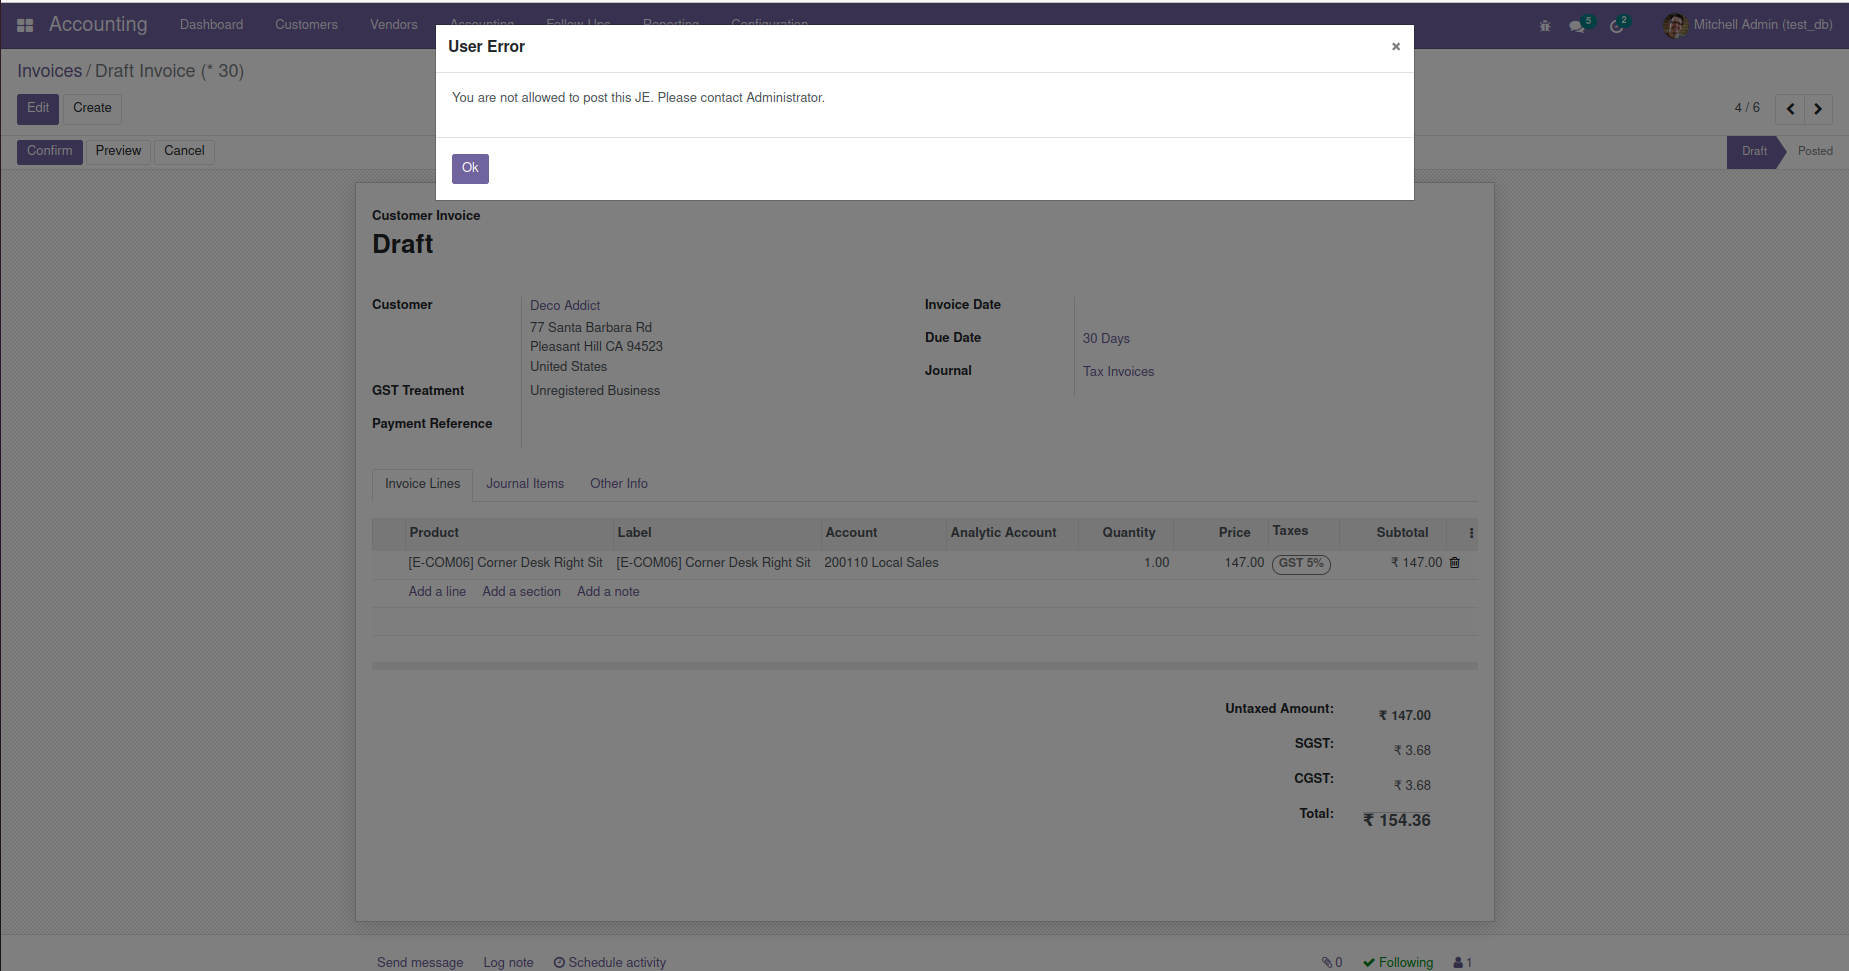 Accounting Dashboard Customers Vendors Accounting Follow-Ups Reporting Configuration 5 2 Mitchell Admin (test_db)
User Error ×
Invoices / Draft Invoice (* 30)
You are not allowed to post this JE. Please contact Administrator.
Edit Create 4 / 6
Confirm Preview Cancel Draft Posted
Ok
Customer Invoice
Draft
Customer Deco Addict Invoice Date
77 Santa Barbara Rd
Due Date 30 Days
Pleasant Hill CA 94523
United States
Journal Tax Invoices
GST Treatment Unregistered Business
Payment Reference
Invoice Lines Journal Items Other Info
Product Label Account Analytic Account Quantity Price Taxes Subtotal
[E-COM06] Corner Desk Right Sit [E-COM06] Corner Desk Right Sit 200110 Local Sales 1.00 147.00 GST 5% ₹ 147.00
Add a line Add a section Add a note
Untaxed Amount: ₹ 147.00
SGST: ₹ 3.68
CGST: ₹ 3.68
Total: ₹ 154.36
Send message Log note Schedule activity 0 Following 1